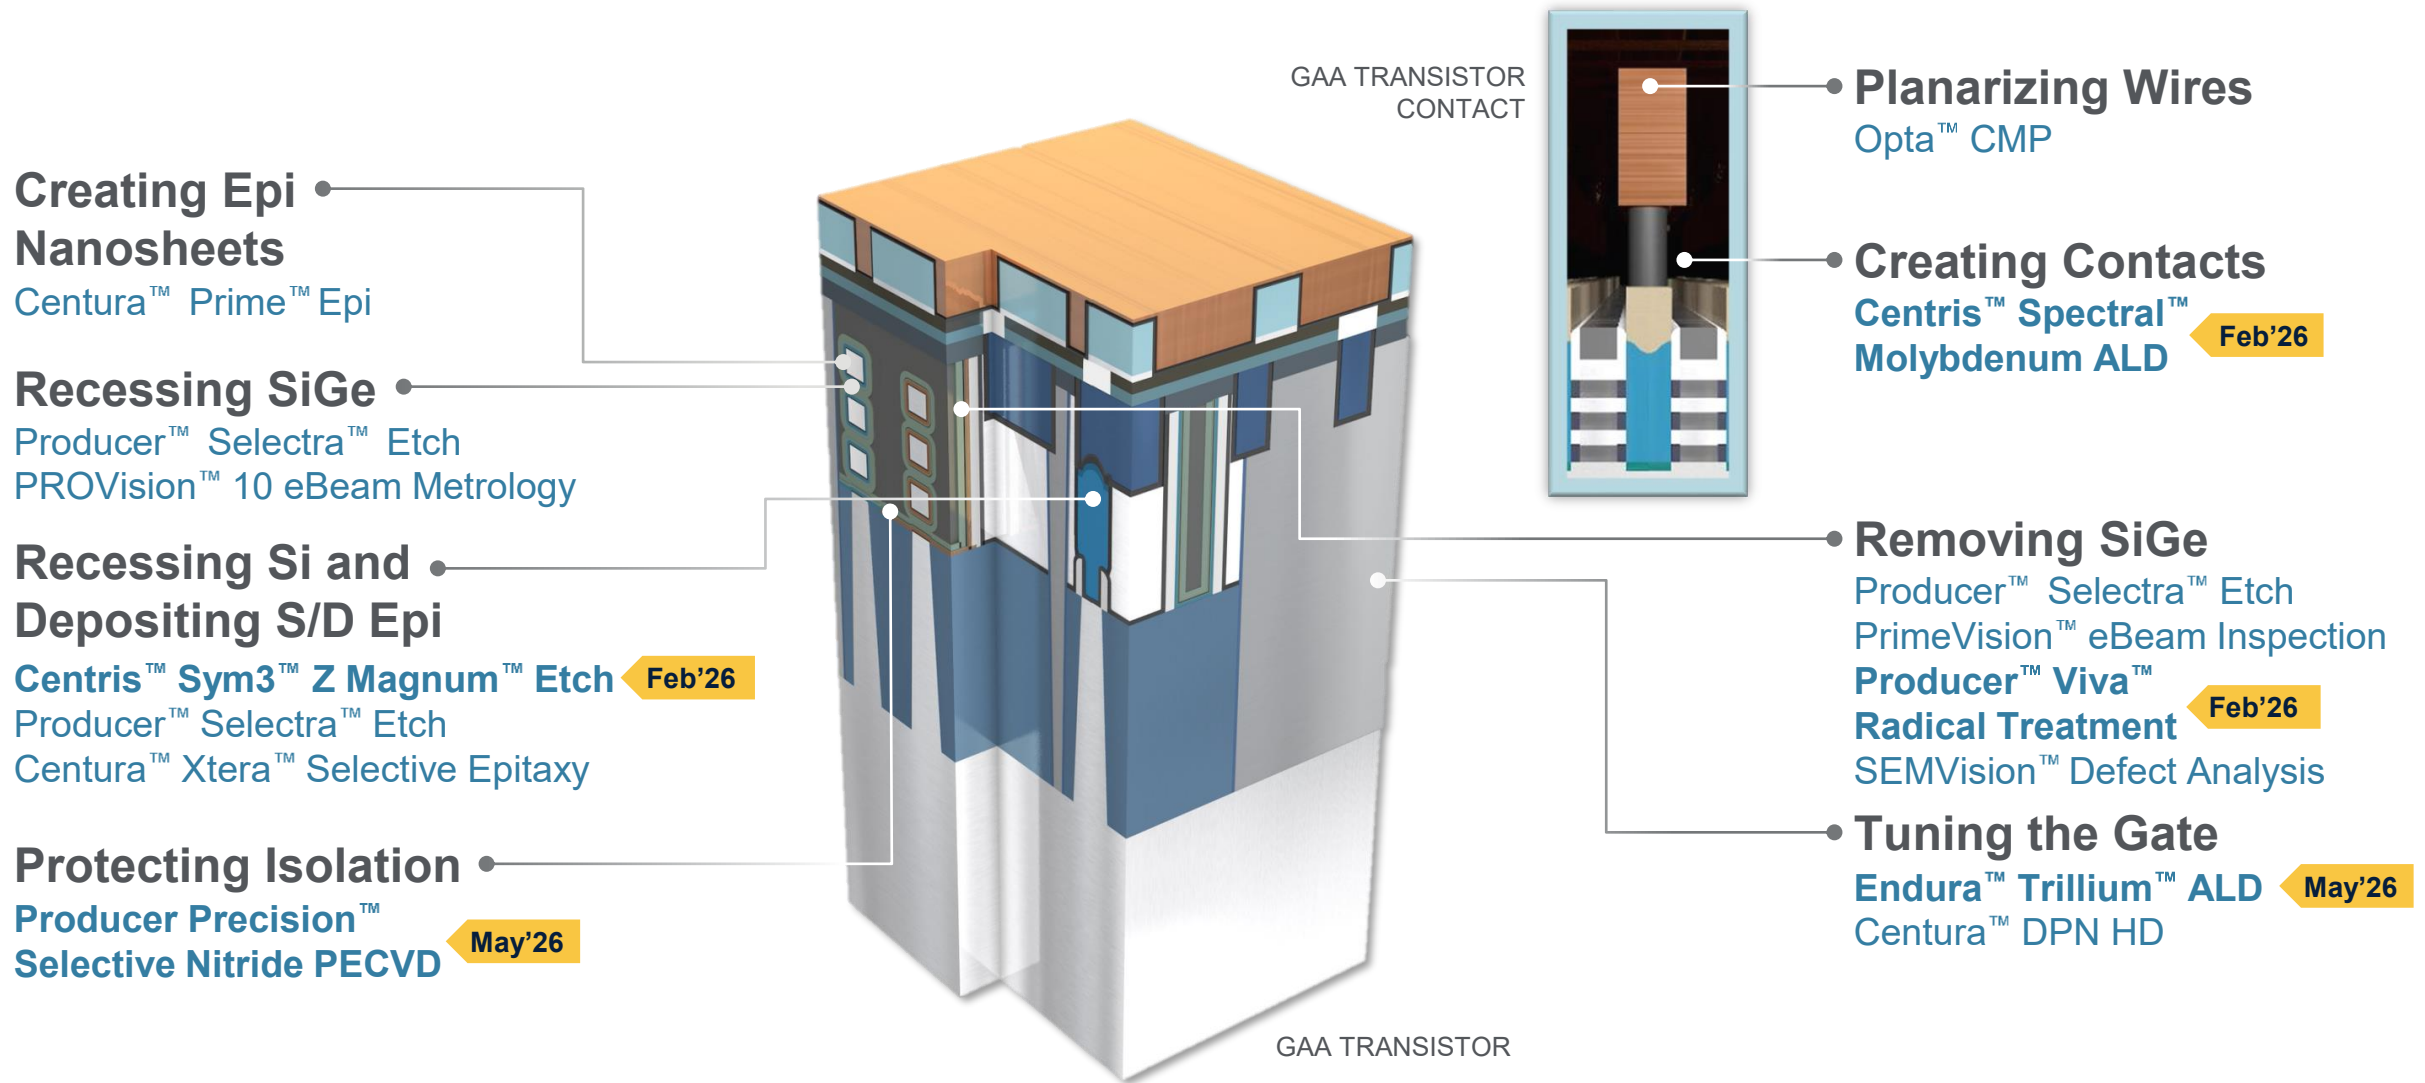 GAA TRANSISTOR
CONTACT
Creating Epi
Nanosheets
Centura™ Prime™ Epi
Recessing SiGe
Producer™ Selectra™ Etch
PROVision™ 10 eBeam Metrology
Recessing Si and
Depositing S/D Epi
Centris™ Sym3™ Z Magnum™ Etch Feb’26
Producer™ Selectra™ Etch
Centura™ Xtera™ Selective Epitaxy
Protecting Isolation
Producer Precision™
Selective Nitride PECVD
May’26
Planarizing Wires
Opta™ CMP
Creating Contacts
Centris™ Spectral™
Molybdenum ALD
Feb’26
Removing SiGe
Producer™ Selectra™ Etch
PrimeVision™ eBeam Inspection
Producer™ Viva™
Radical Treatment
Feb’26
SEMVision™ Defect Analysis
Tuning the Gate
Endura™ Trillium™ ALD May’26
Centura™ DPN HD
GAA TRANSISTOR